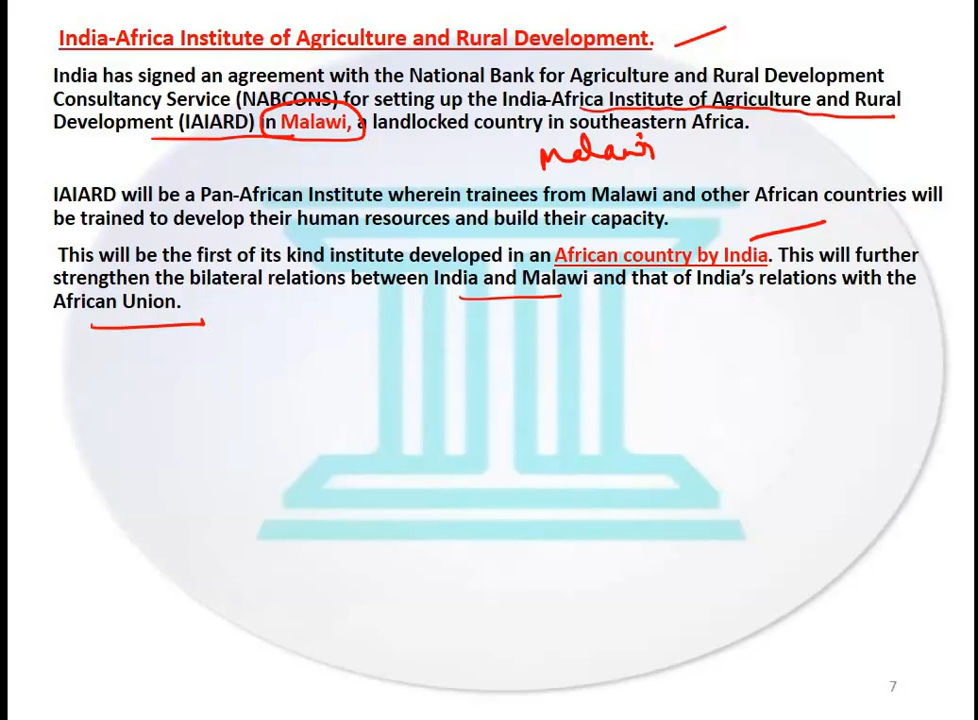 India-Africa Institute of Agriculture and Rural Development.
India has signed an agreement with the National Bank for Agriculture and Rural Development
Consultancy Service (NABCONS) for setting up the India-Africa Institute of Agriculture and Rural
Development (IAIARD) in Malawi, a landlocked country in southeastern Africa.
Malawi
IAIARD will be a Pan-African Institute wherein trainees from Malawi and other African countries will
be trained to develop their human resources and build their capacity.
This will be the first of its kind institute developed in an African country by India. This will further
strengthen the bilateral relations between India and Malawi and that of India’s relations with the
African Union.
7